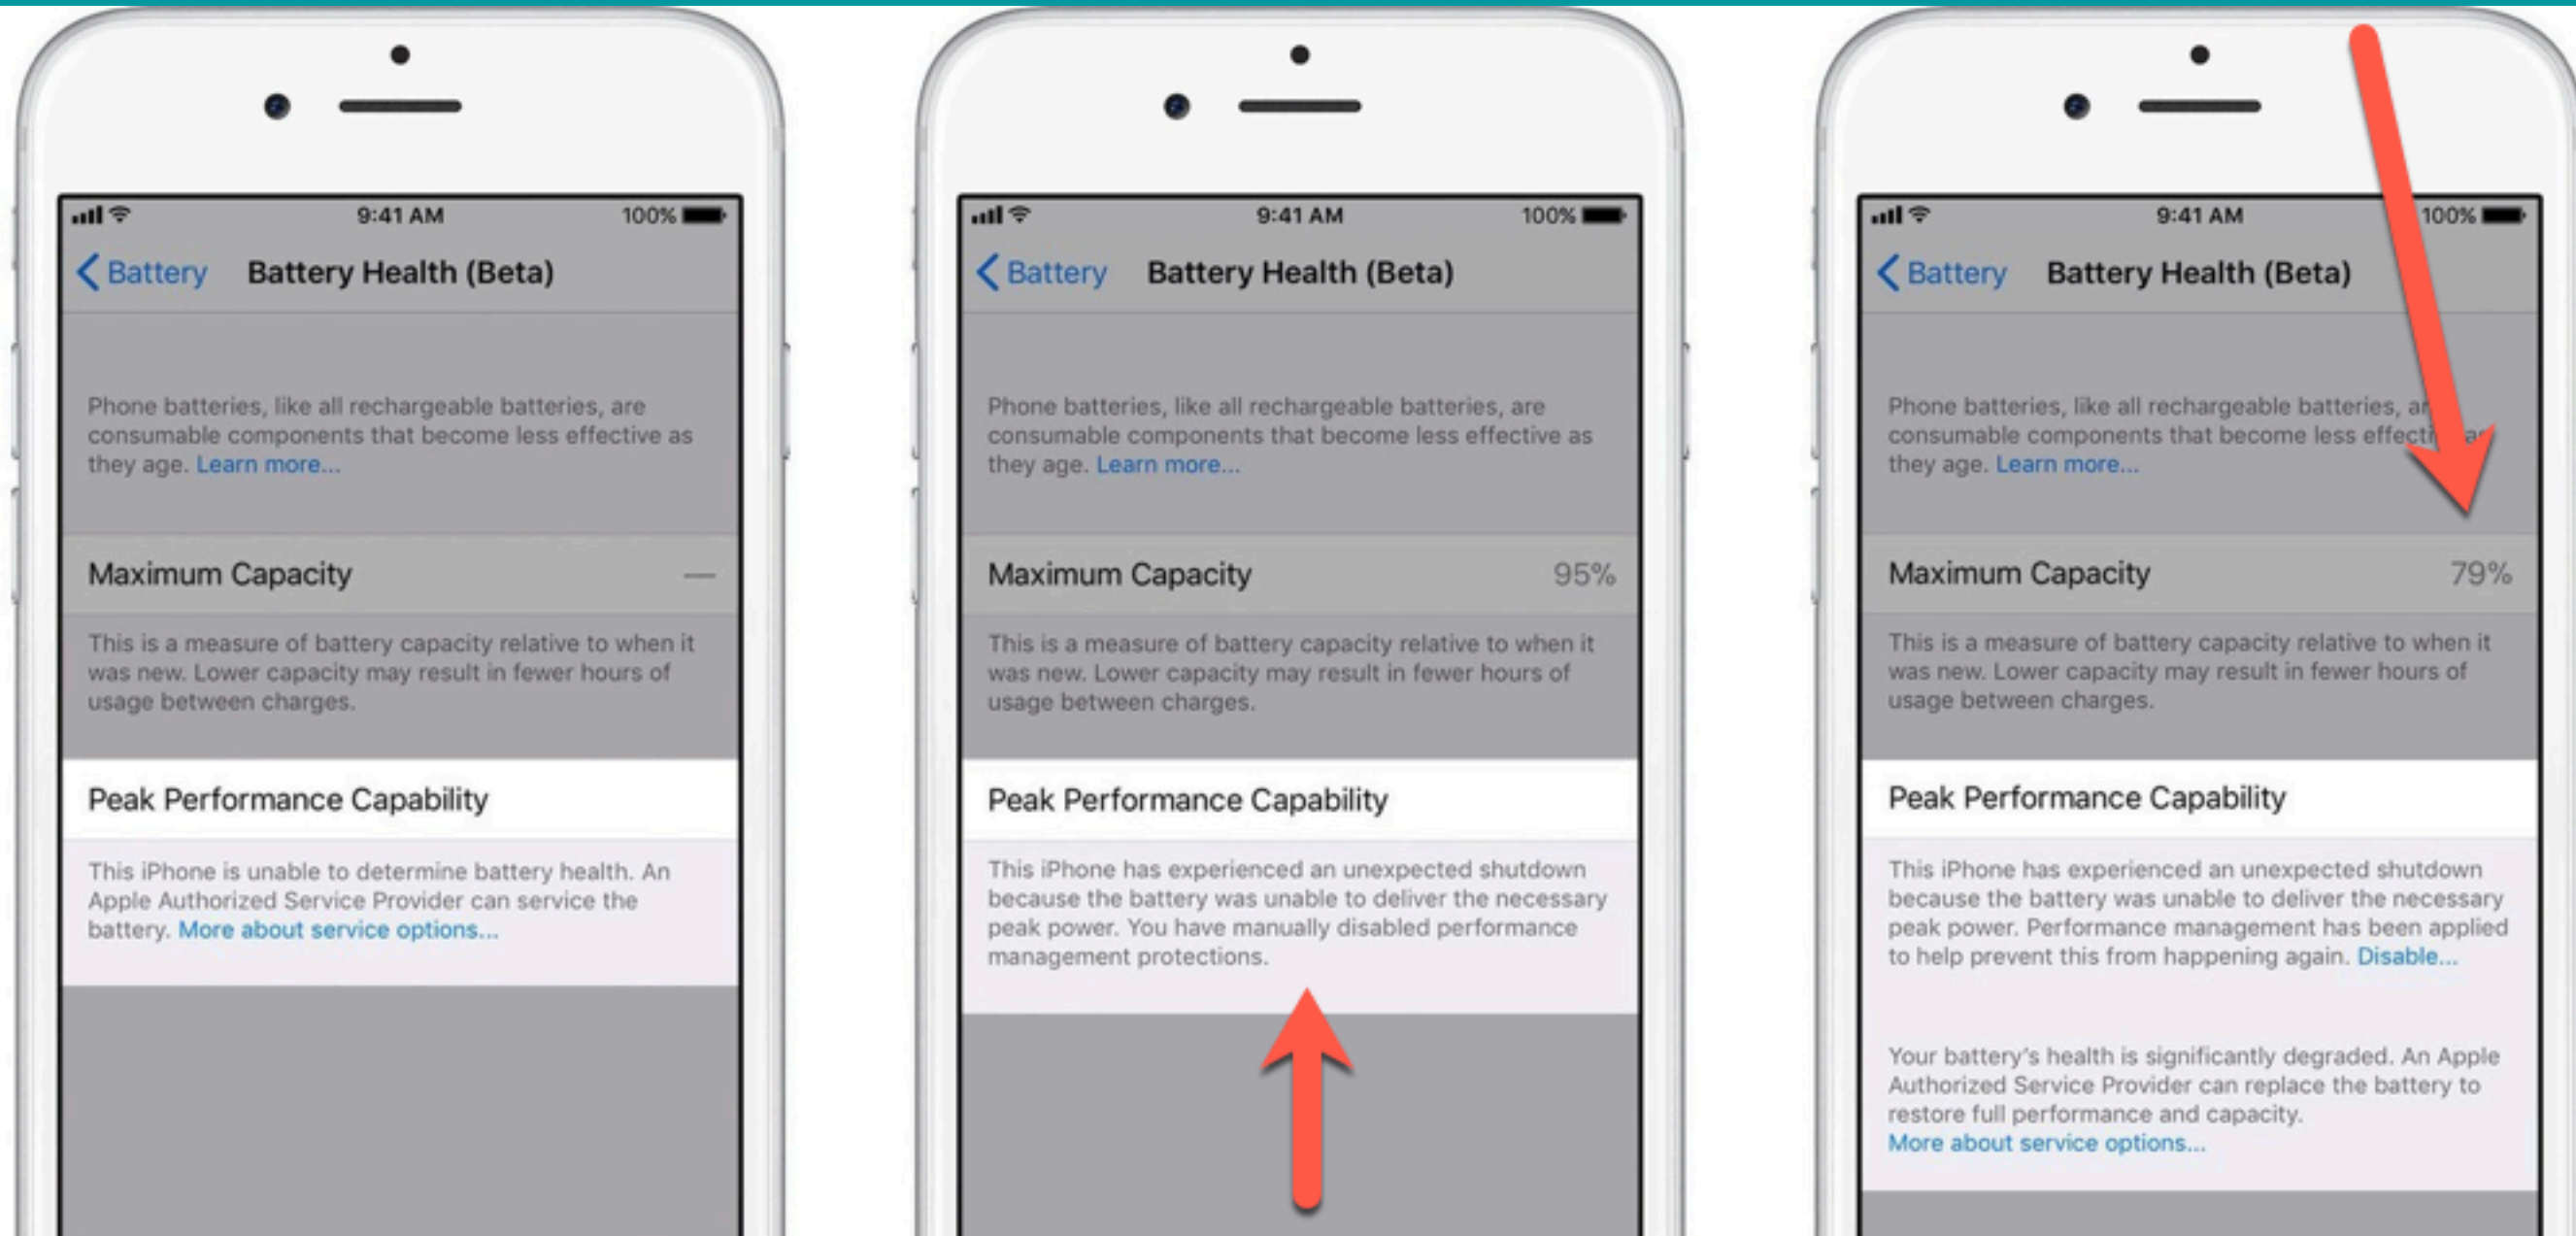 9:41 AM 100%
Battery Battery Health (Beta)
Phone batteries, like all rechargeable batteries, are
consumable components that become less effective as
they age. Learn more...
Maximum Capacity —
This is a measure of battery capacity relative to when it
was new. Lower capacity may result in fewer hours of
usage between charges.
Peak Performance Capability
This iPhone is unable to determine battery health. An
Apple Authorized Service Provider can service the
battery. More about service options...
9:41 AM 100%
Battery Battery Health (Beta)
Phone batteries, like all rechargeable batteries, are
consumable components that become less effective as
they age. Learn more...
Maximum Capacity 95%
This is a measure of battery capacity relative to when it
was new. Lower capacity may result in fewer hours of
usage between charges.
Peak Performance Capability
This iPhone has experienced an unexpected shutdown
because the battery was unable to deliver the necessary
peak power. You have manually disabled performance
management protections.
9:41 AM 100%
Battery Battery Health (Beta)
Phone batteries, like all rechargeable batteries,
consumable components that become less
they age. Learn more...
Maximum Capacity 79%
This is a measure of battery capacity relative to when it
was new. Lower capacity may result in fewer hours of
usage between charges.
Peak Performance Capability
This iPhone has experienced an unexpected shutdown
because the battery was unable to deliver the necessary
peak power. Performance management has been applied
to help prevent this from happening again. Disable...
Your battery's health is significantly degraded. An Apple
Authorized Service Provider can replace the battery to
restore full performance and capacity.
More about service options...